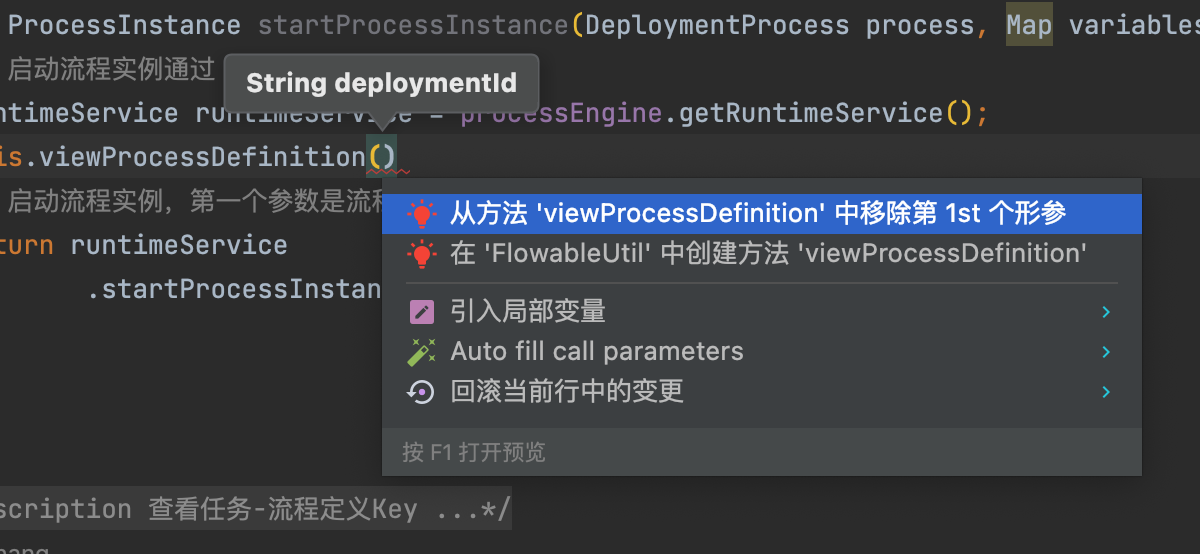 ProcessInstance startProcessInstance(DeploymentProcess process, Map variables
启动流程实例通过
String deploymentId
ntimeService runtimeService = processEngine.getRuntimeService();
is.viewProcessDefinition()
启动流程实例，第一个参数是流程
turn runtimeService
.startProcessInstan
从方法 'viewProcessDefinition' 中移除第 1st 个形参
在 'FlowableUtil' 中创建方法 'viewProcessDefinition'
引入局部变量
Auto fill call parameters
回滚当前行中的变更
按 F1 打开预览
scription 查看任务-流程定义Key ...*/